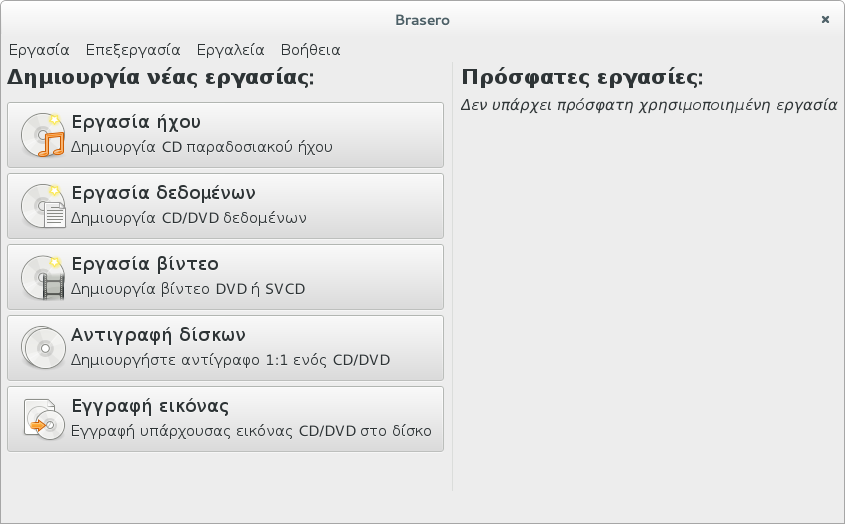 Brasero
Εργασία Επεξεργασία Εργαλεία Βοήθεια
Δημιουργία νέας εργασίας:
Εργασία ήχου
Δημιουργία CD παραδοσιακού ήχου
Εργασία δεδομένων
Δημιουργία CD/DVD δεδομένων
Εργασία βίντεο
Δημιουργία βίντεο DVD ή SVCD
Αντιγραφή δίσκων
Δημιουργήστε αντίγραφο 1:1 ενός CD/DVD
Εγγραφή εικόνας
Εγγραφή υπάρχουσας εικόνας CD/DVD στο δίσκο
Πρόσφατες εργασίες:
Δεν υπάρχει πρόσφατη χρησιμοποιημένη εργασία